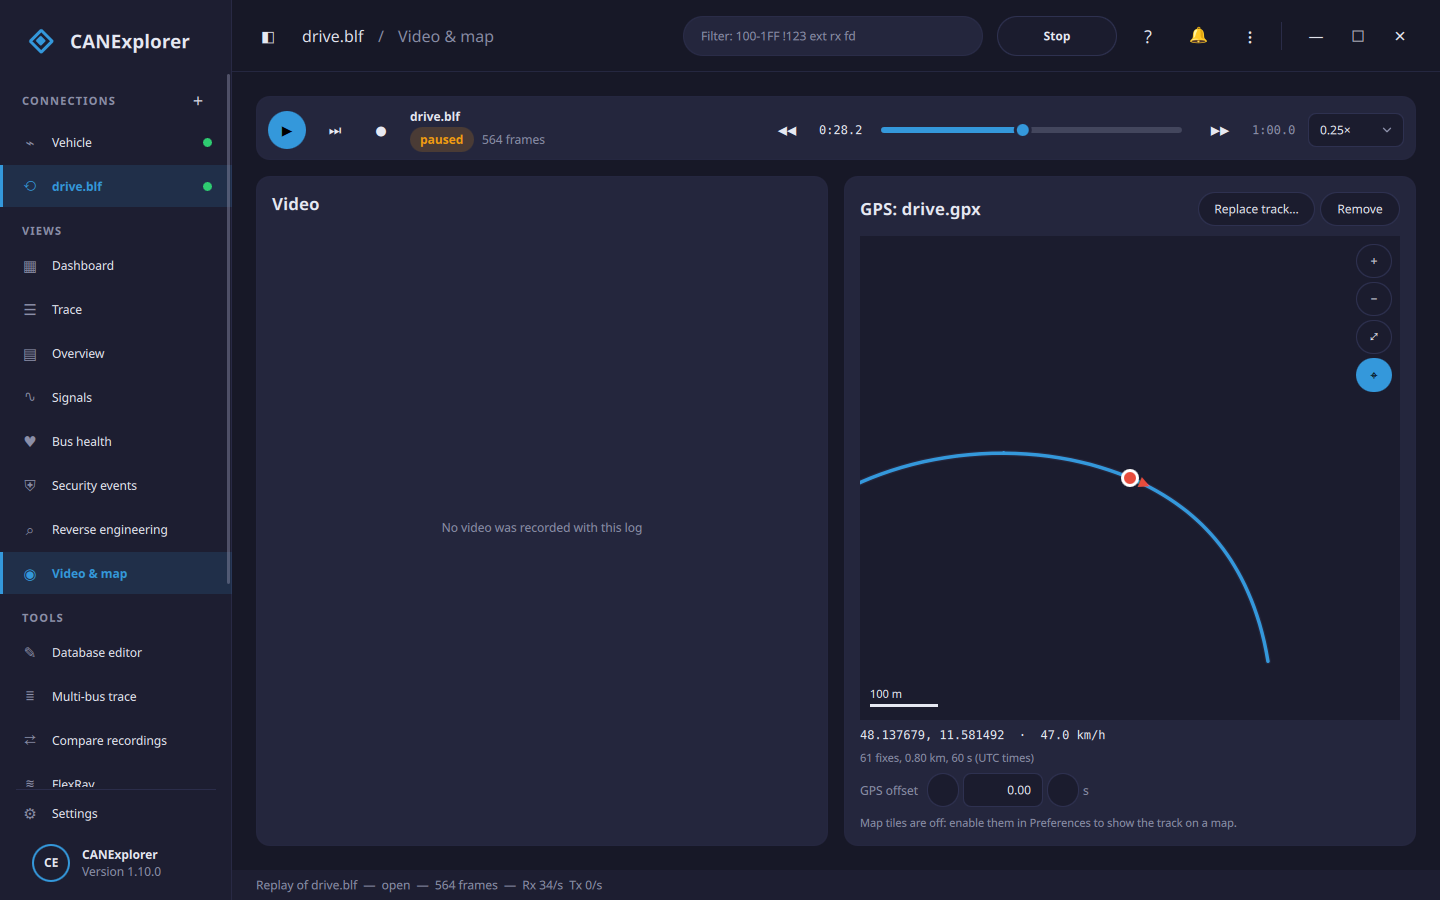 CANExplorer
drive.blf / Video & map
Filter: 100-1FF !123 ext rx fd
Stop
?
CONNECTIONS +
Vehicle
drive.blf
VIEWS
Dashboard
Trace
Overview
Signals
Bus health
Security events
Reverse engineering
Video & map
TOOLS
Database editor
Multi-bus trace
Compare recordings
FlexRay
Settings
CE
CANExplorer
Version 1.10.0
drive.blf
paused 564 frames
0:28.2
1:00.0
0.25×
Video
No video was recorded with this log
GPS: drive.gpx
Replace track...
Remove
+
−
100 m
48.137679, 11.581492 · 47.0 km/h
61 fixes, 0.80 km, 60 s (UTC times)
GPS offset 0.00 s
Map tiles are off: enable them in Preferences to show the track on a map.
Replay of drive.blf — open — 564 frames — Rx 34/s Tx 0/s